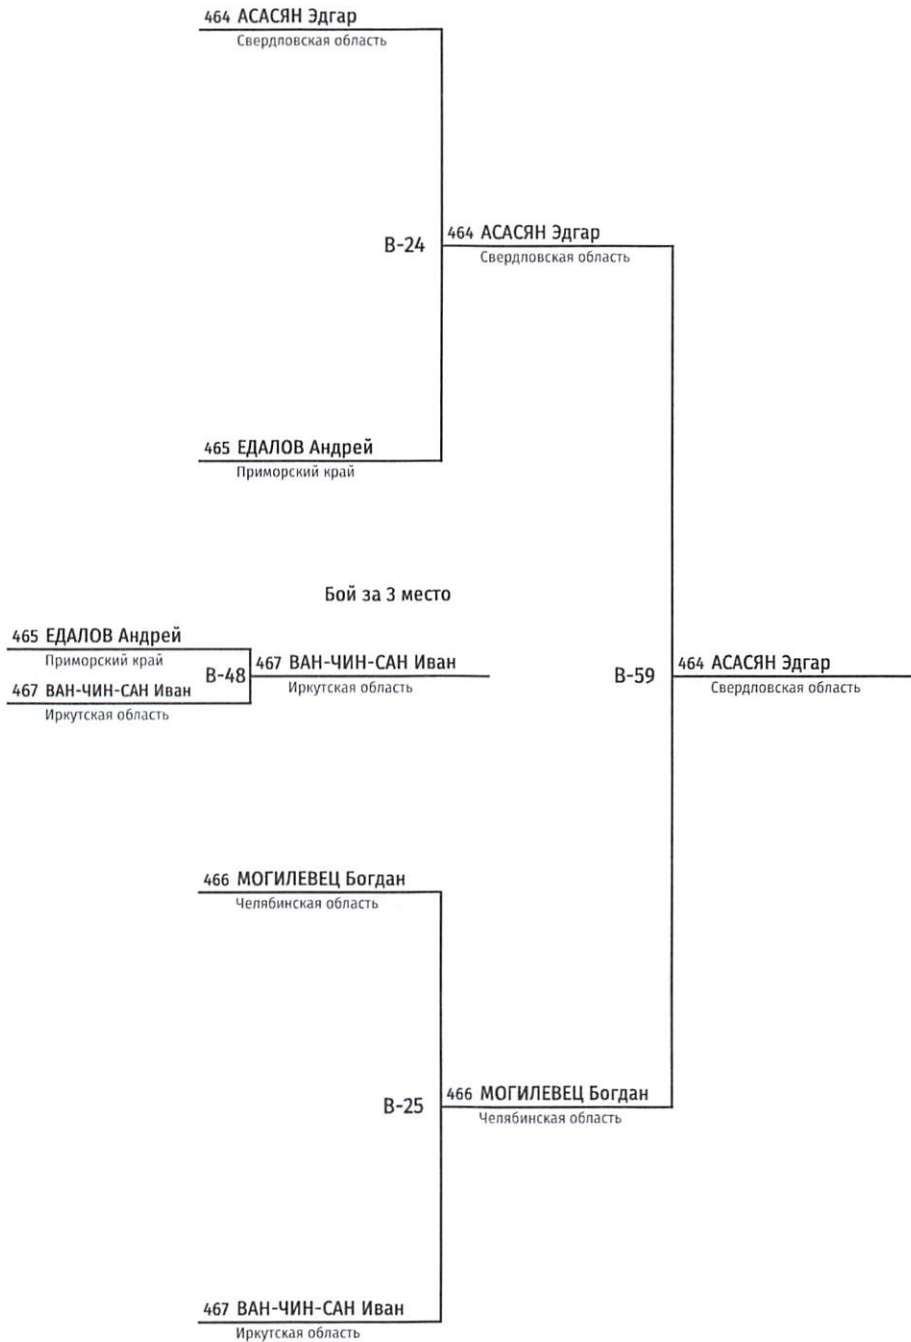 464 АСАСЯН Эдгар
Свердловская область
B-24
464 АСАСЯН Эдгар
Свердловская область
465 ЕДАЛОВ Андрей
Приморский край
Бой за 3 место
465 ЕДАЛОВ Андрей
Приморский край
B-48
467 ВАН-ЧИН-САН Иван
Иркутская область
467 ВАН-ЧИН-САН Иван
Иркутская область
B-59
464 АСАСЯН Эдгар
Свердловская область
466 МОГИЛЕВЕЦ Богдан
Челябинская область
B-25
466 МОГИЛЕВЕЦ Богдан
Челябинская область
467 ВАН-ЧИН-САН Иван
Иркутская область